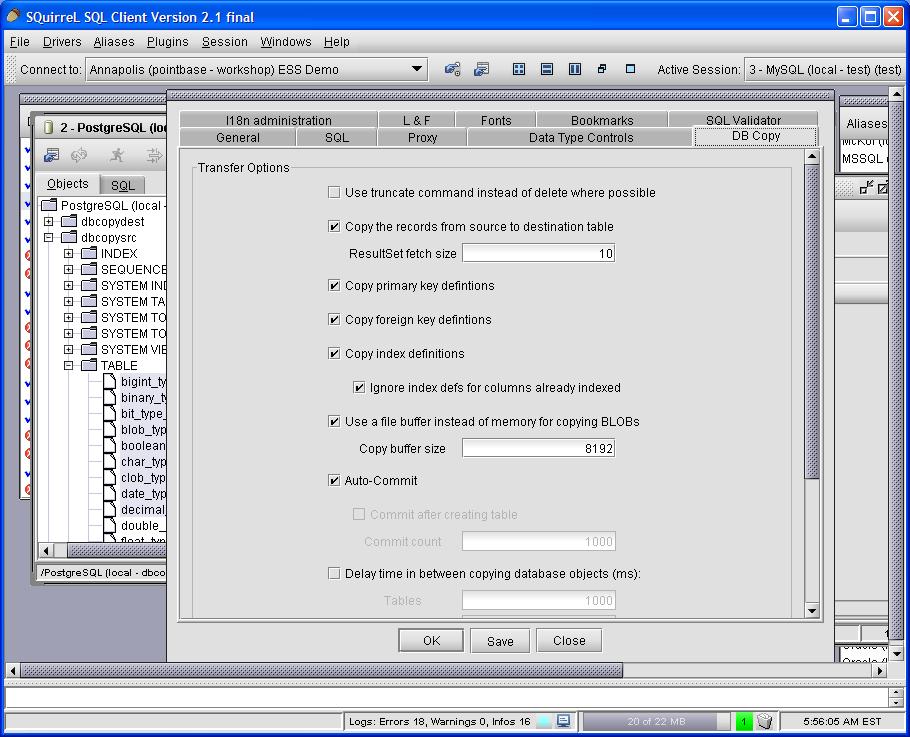 SQuirreL SQL Client Version 2.1 final
File Drivers Aliases Plugins Session Windows Help
Connect to: Annapolis (pointbase - workshop) ESS Demo Active Session: 3 - MySQL (local - test) (test)
2 - PostgreSQL (loc
Objects SQL
PostgreSQL (local -
dbcopydest
dbcopysrc
INDEX
SEQUENCE
SYSTEM IND
SYSTEM TA
SYSTEM TO
SYSTEM TO
SYSTEM VIE
TABLE
bigint_ty
binary_t
bit_type_
blob_typ
boolean
char_typ
clob_typ
date_typ
decimal_
double_
float_type
/PostgreSQL (local - dbco
I18n administration L & F Fonts Bookmarks SQL Validator
General SQL Proxy Data Type Controls DB Copy
Transfer Options
Use truncate command instead of delete where possible
Copy the records from source to destination table
ResultSet fetch size 10
Copy primary key defintions
Copy foreign key defintions
Copy index definitions
Ignore index defs for columns already indexed
Use a file buffer instead of memory for copying BLOBs
Copy buffer size 8192
Auto-Commit
Commit after creating table
Commit count 1000
Delay time in between copying database objects (ms):
Tables 1000
OK Save Close
Aliases
MSSQL
Logs: Errors 18, Warnings 0, Infos 16 20 of 22 MB 1 5:56:05 AM EST